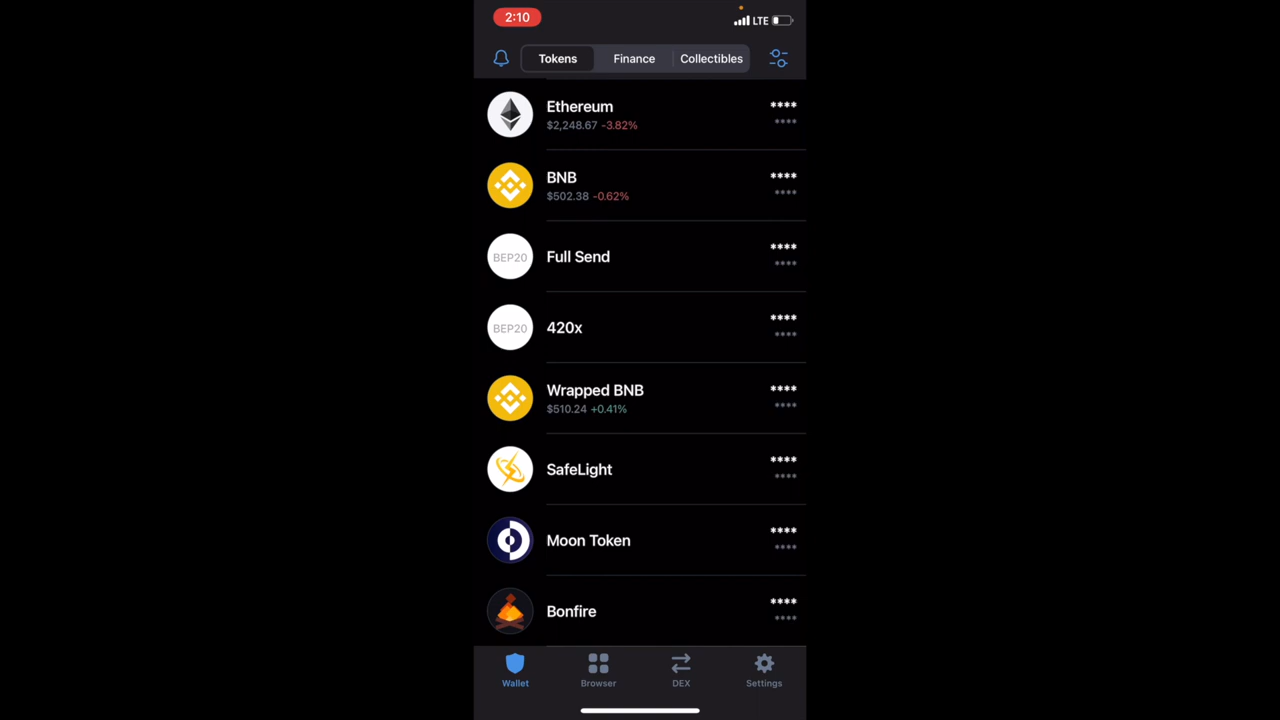 2:10
LTE
Tokens
Finance
Collectibles
Ethereum
****
$2,248.67 -3.82%
****
BNB
****
$502.38 -0.62%
****
BEP20
Full Send
****
****
BEP20
420x
****
****
Wrapped BNB
****
$510.24 +0.41%
****
SafeLight
****
****
Moon Token
****
****
Bonfire
****
****
Wallet
Browser
DEX
Settings